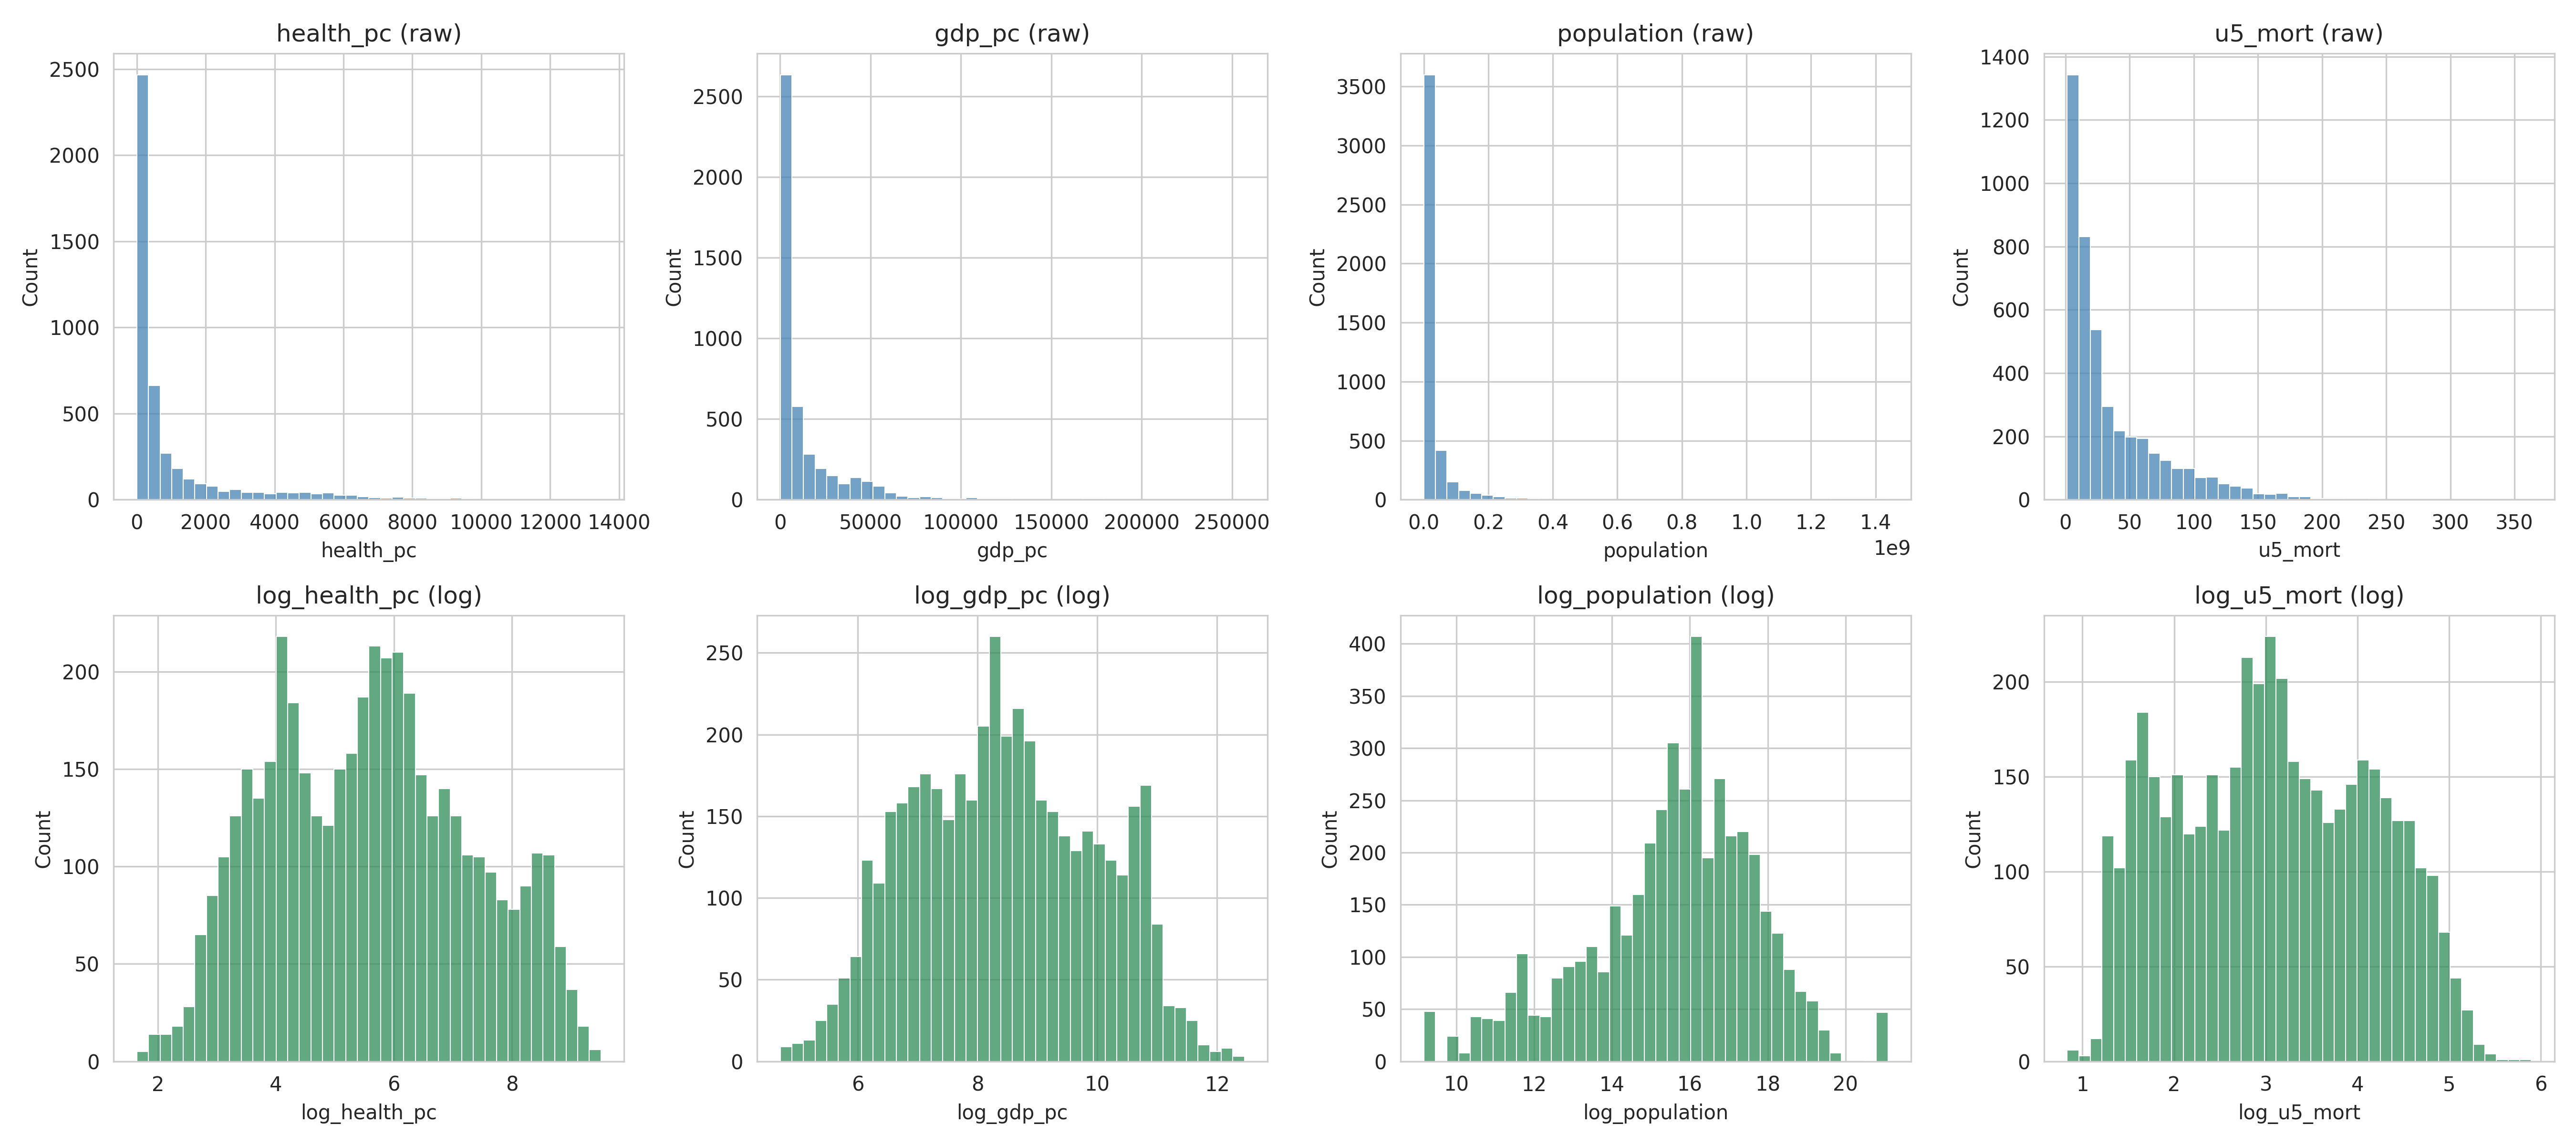 health_pc (raw)
2500
2000
1500
1000
500
0
Count
0 2000 4000 6000 8000 10000 12000 14000
health_pc
gdp_pc (raw)
2500
2000
1500
1000
500
0
Count
0 50000 100000 150000 200000 250000
gdp_pc
population (raw)
3500
3000
2500
2000
1500
1000
500
0
Count
0.0 0.2 0.4 0.6 0.8 1.0 1.2 1.4
1e9
population
u5_mort (raw)
1400
1200
1000
800
600
400
200
0
Count
0 50 100 150 200 250 300 350
u5_mort
log_health_pc (log)
200
150
100
50
0
Count
2 4 6 8
log_health_pc
log_gdp_pc (log)
250
200
150
100
50
0
Count
6 8 10 12
log_gdp_pc
log_population (log)
400
350
300
250
200
150
100
50
0
Count
10 12 14 16 18 20
log_population
log_u5_mort (log)
200
150
100
50
0
Count
1 2 3 4 5 6
log_u5_mort